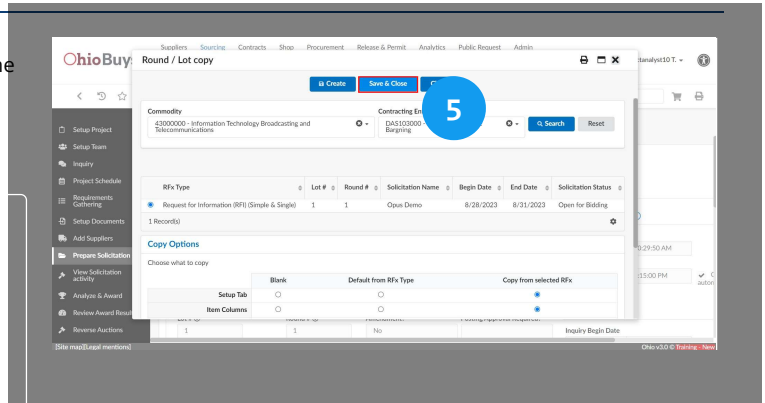 Suppliers Sourcing Contracts Shop Procurement Release & Permit Analytics Public Request Admin
OhioBuy
Round / Lot copy
tanalyst10 T.
Create Save & Close
5
Commodity
43000000 - Information Technology Broadcasting and Telecommunications
Contracting En
DAS103000 -
Bargning
Search Reset
Setup Project
Setup Team
Inquiry
Project Schedule
Requirements Gathering
Setup Documents
Add Suppliers
Prepare Solicitation
View Solicitation activity
Analyze & Award
Review Award Result
Reverse Auctions
RFx Type Lot # Round # Solicitation Name Begin Date End Date Solicitation Status
Request for Information (RFI) (Simple & Single) 1 1 Opus Demo 8/28/2023 8/31/2023 Open for Bidding
1 Record(s)
Copy Options
Choose what to copy
Blank Default from RFx Type Copy from selected RFx
Setup Tab
Item Columns
0:29:50 AM
:15:00 PM
autom
1 1 No
Inquiry Begin Date
[Site map][Legal mentions]
Ohio v3.0 © Training - New